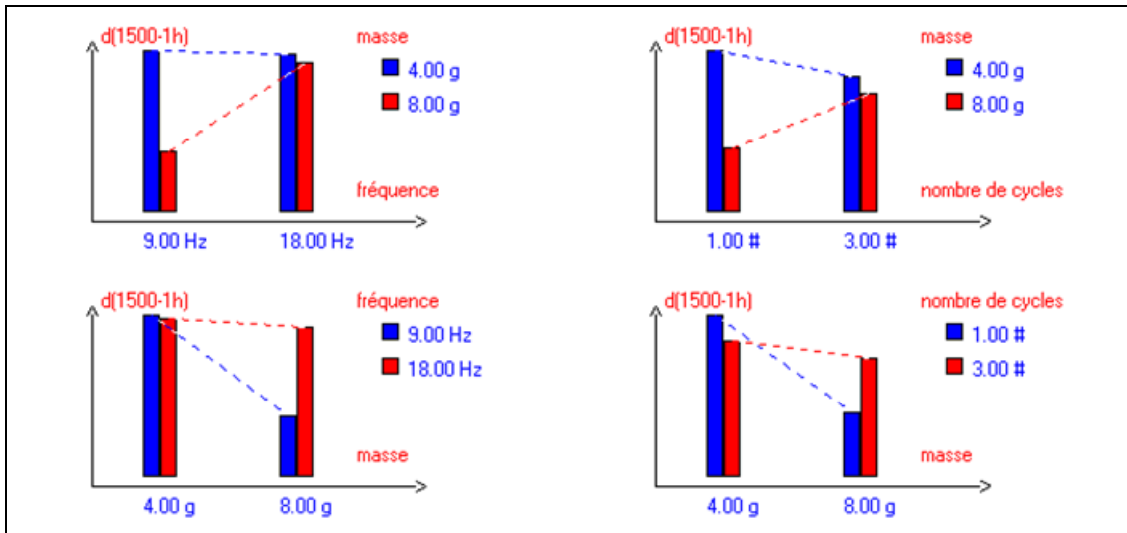 d(1500-1h)
masse
4.00 g
8.00 g
fréquence
9.00 Hz
18.00 Hz
d(1500-1h)
masse
4.00 g
8.00 g
nombre de cycles
1.00 #
3.00 #
d(1500-1h)
fréquence
9.00 Hz
18.00 Hz
masse
4.00 g
8.00 g
d(1500-1h)
nombre de cycles
1.00 #
3.00 #
masse
4.00 g
8.00 g